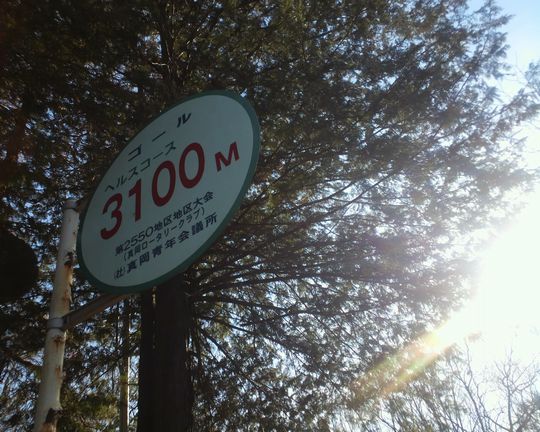 ゴール
ヘルスコース
3100M
第2550地区地区大会
(真岡ロータリークラブ)
(社)真岡青年会議所